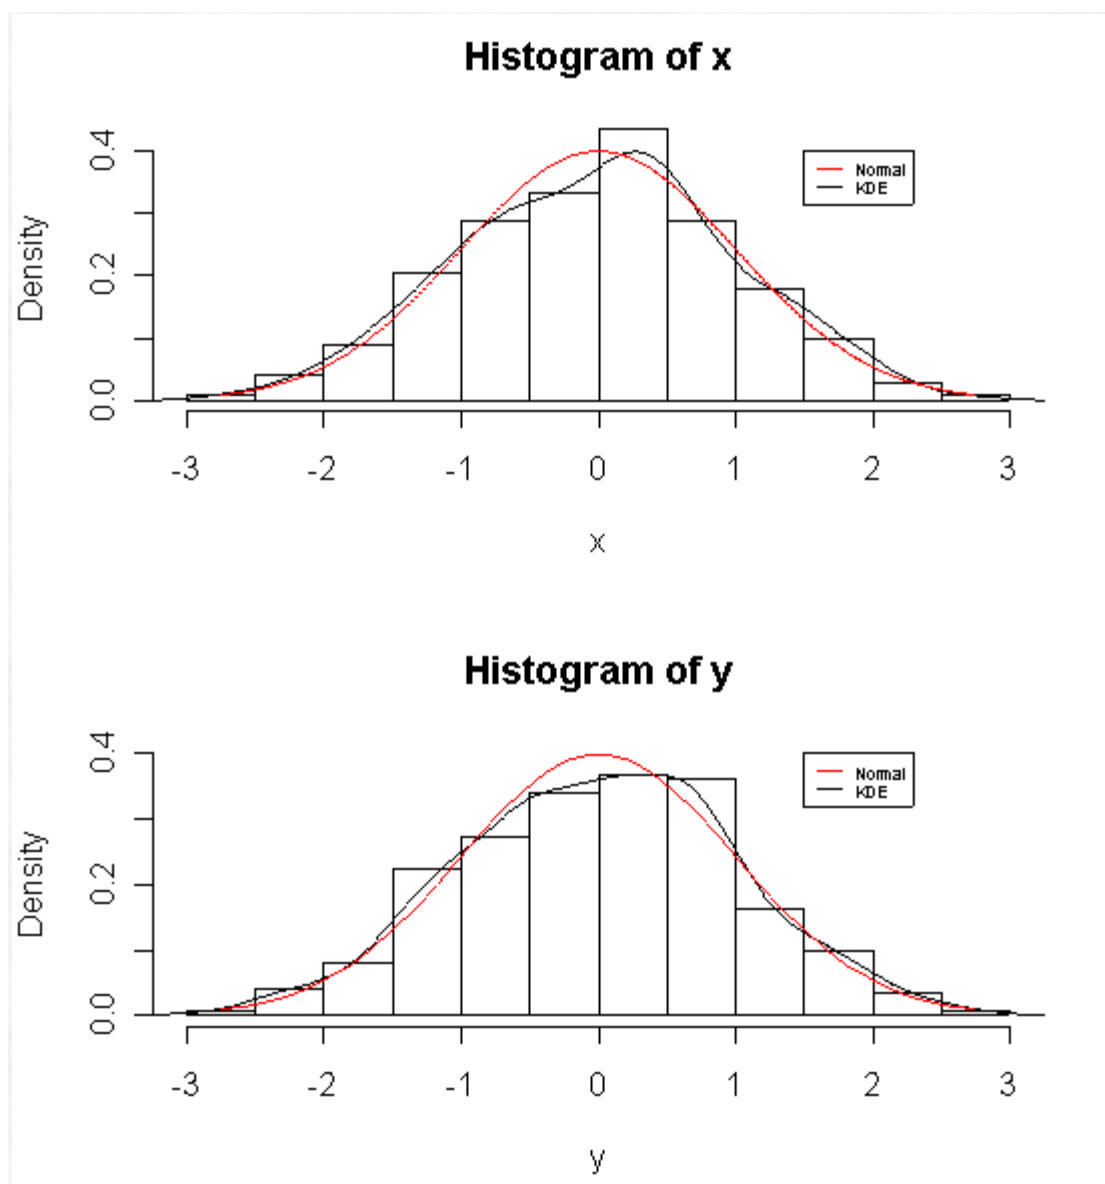 Histogram of x
Density
0.0 0.2 0.4
Normal
KDE
-3 -2 -1 0 1 2 3
x
Histogram of y
Density
0.0 0.2 0.4
Normal
KDE
-3 -2 -1 0 1 2 3
y